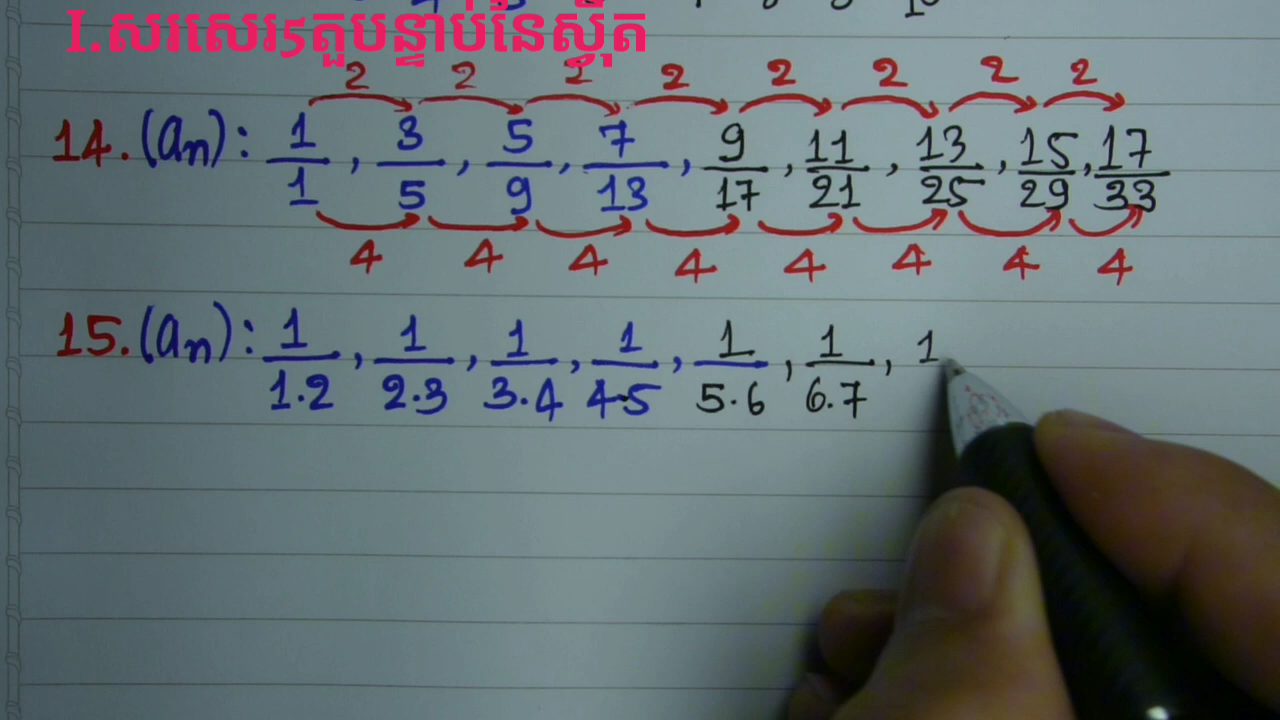 I.សរសេរ5តួបន្ទាប់នៃស្វ៊ីត
2 2 2 2 2 2 2 2
14. (an): 1/1, 3/5, 5/9, 7/13, 9/17, 11/21, 13/25, 15/29, 17/33
4 4 4 4 4 4 4 4
15. (an): 1/1.2, 1/2.3, 1/3.4, 1/4.5, 1/5.6, 1/6.7, 1